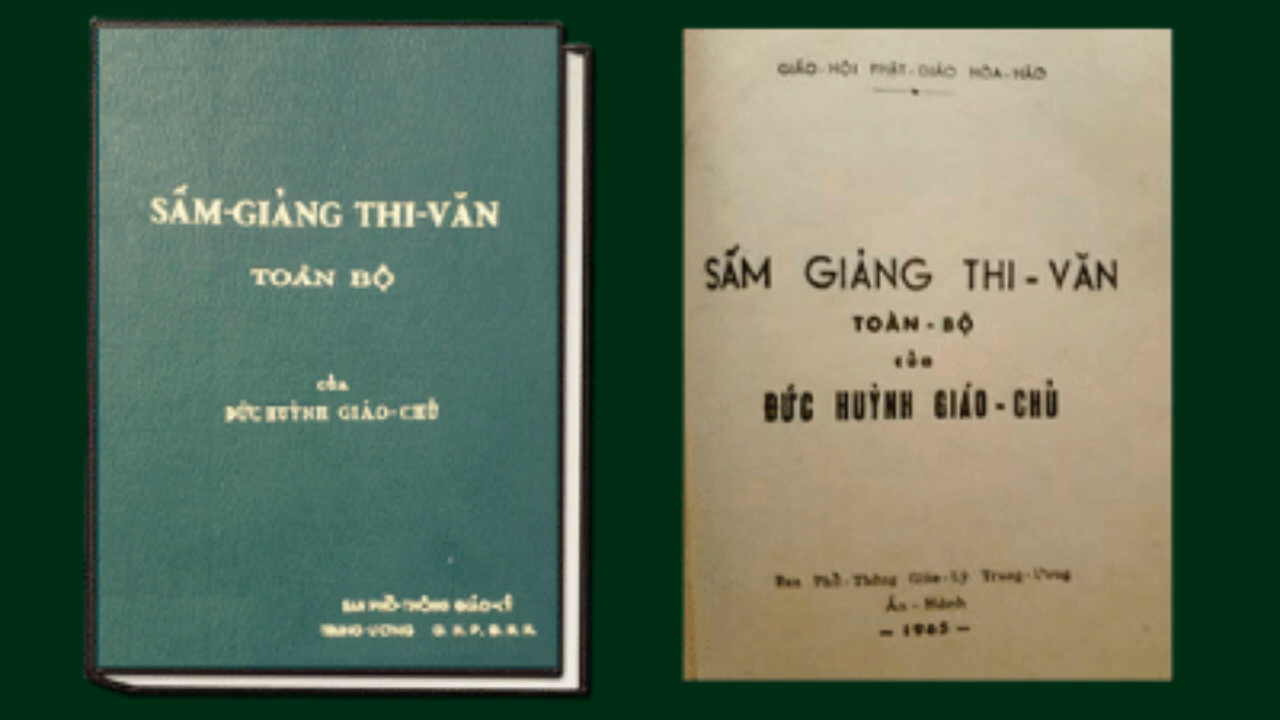 SẤM-GIẢNG THI-VĂN
TOÀN BỘ
của
ĐỨC HUỲNH GIÁO-CHỦ
BAN PHỔ-THÔNG GIÁO-LÝ
TRUNG-ƯƠNG G. H. P. G. H. H.
GIÁO-HỘI PHẬT-GIÁO HÒA-HẢO
SẤM GIẢNG THI-VĂN
TOÀN-BỘ
của
ĐỨC HUỲNH GIÁO-CHỦ
Ban Phổ-Thông Giáo-Lý Trung-Ương
Ấn-Hành
- 1965 -